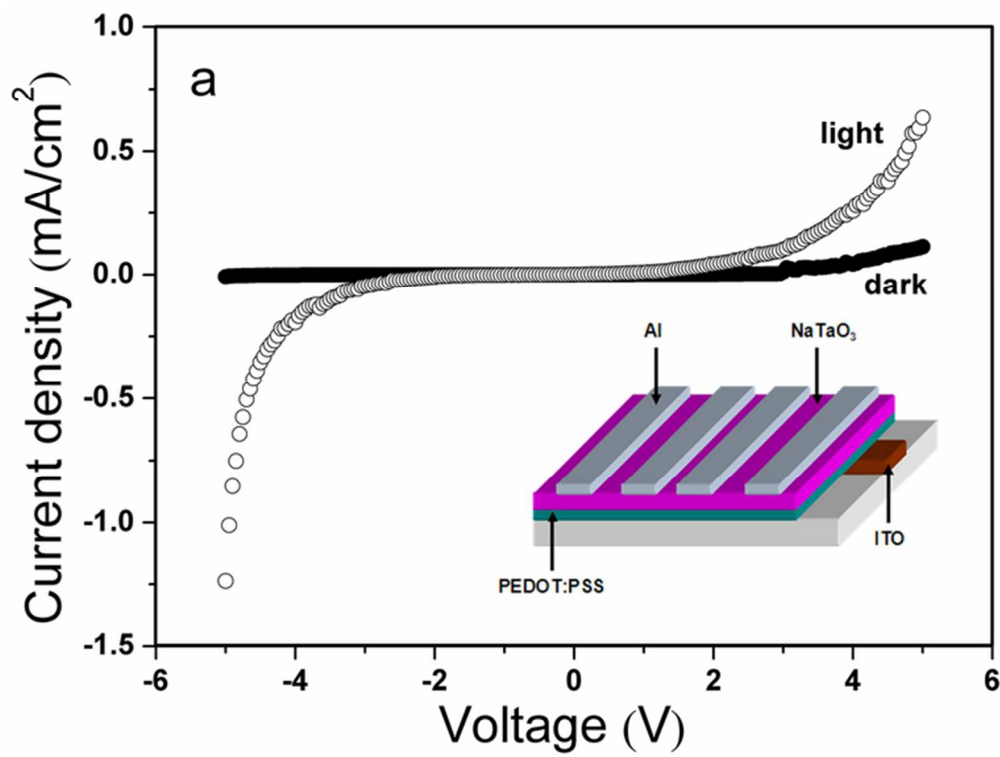 a
light
dark
Al
NaTaO₃
ITO
PEDOT:PSS
1.0
0.5
0.0
-0.5
-1.0
-1.5
-6 -4 -2 0 2 4 6
Current density (mA/cm²)
Voltage (V)